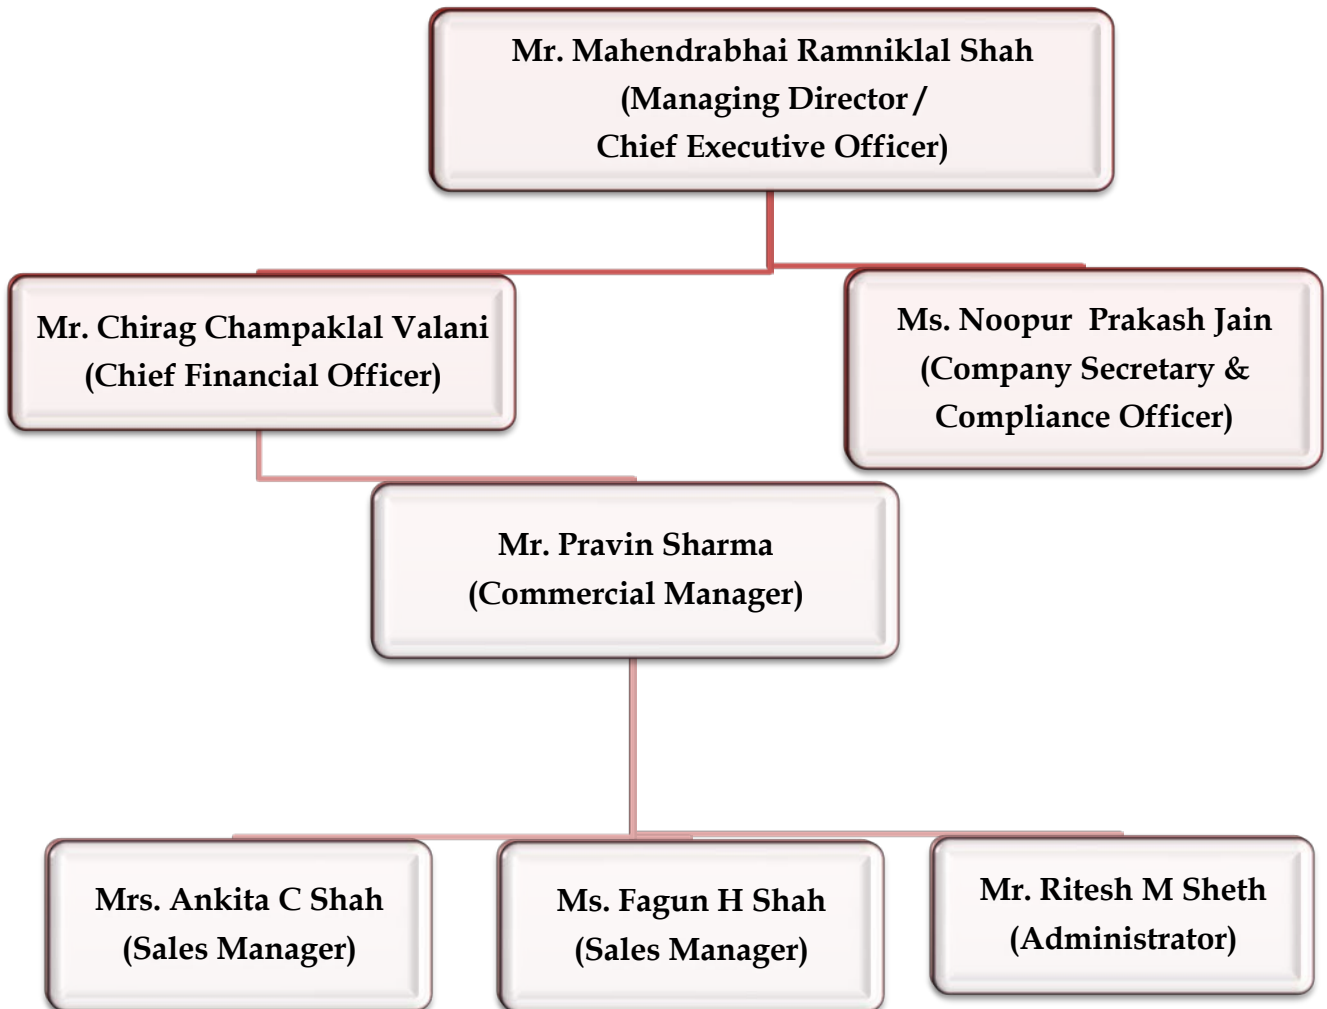 Mr. Mahendrabhai Ramniklal Shah
(Managing Director /
Chief Executive Officer)
Mr. Chirag Champaklal Valani
(Chief Financial Officer)
Ms. Noopur Prakash Jain
(Company Secretary &
Compliance Officer)
Mr. Pravin Sharma
(Commercial Manager)
Mrs. Ankita C Shah
(Sales Manager)
Ms. Fagun H Shah
(Sales Manager)
Mr. Ritesh M Sheth
(Administrator)